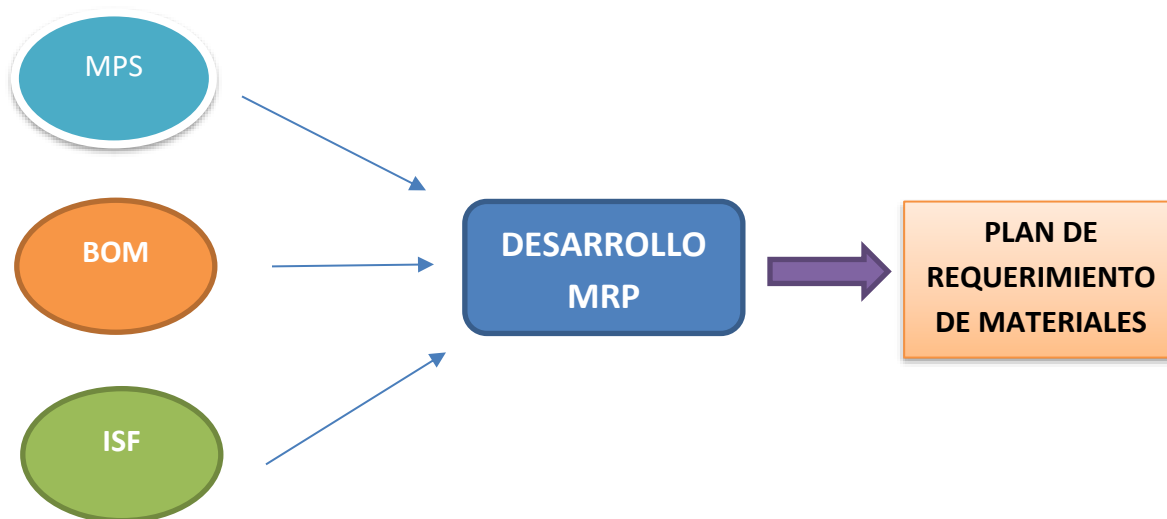 MPS
BOM
ISF
DESARROLLO
MRP
PLAN DE
REQUERIMIENTO
DE MATERIALES